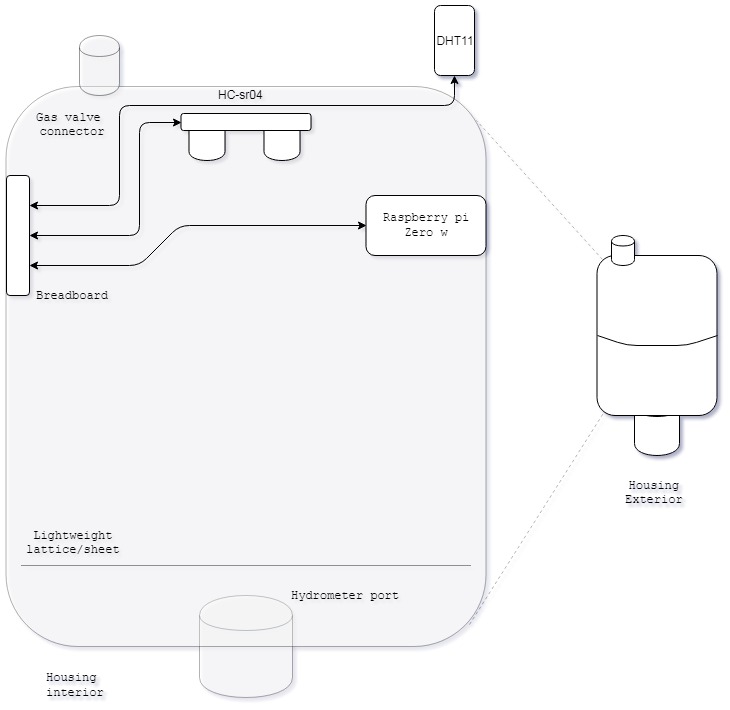 DHT11
HC-sr04
Gas valve
connector
Raspberry pi
Zero w
Breadboard
Housing
Exterior
Lightweight
lattice/sheet
Hydrometer port
Housing
interior